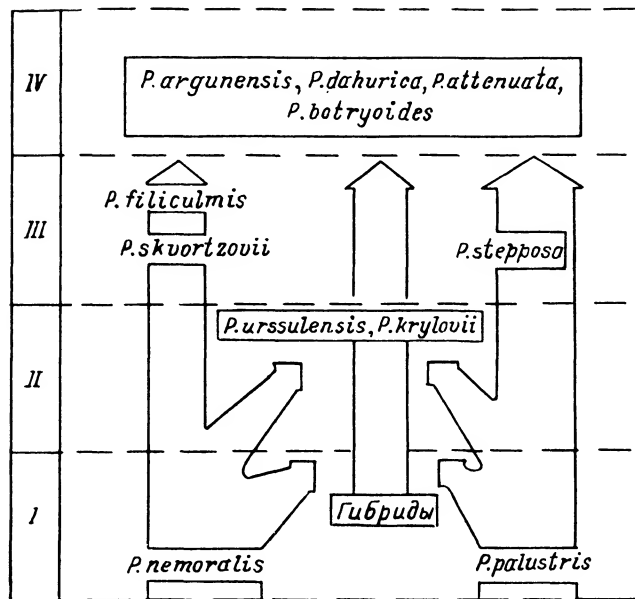 IV
P. argunensis, P. dahurica, P. attenuata,
P. botryoides
III
P. filiculmis
P. skvortzovii
P. stepposa
P. urssulensis, P. krylovii
II
I
Гибриды
P. nemoralis
P. palustris